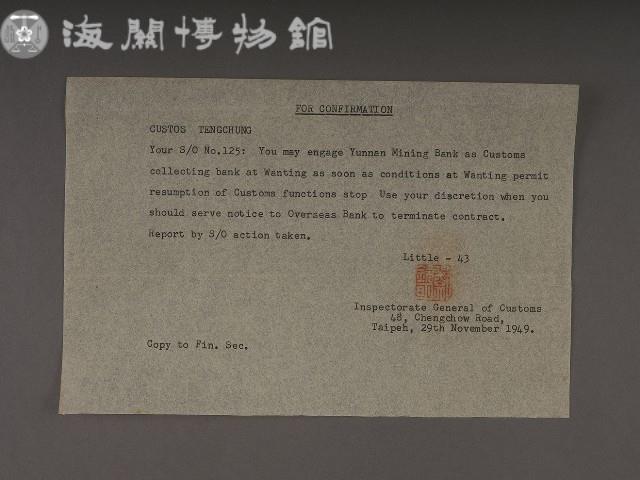 海關博物館
FOR CONFIRMATION
CUSTOS TENGCHUNG
Your S/O No.125: You may engage Yunnan Mining Bank as Customs
collecting bank at Wanting as soon as conditions at Wanting permit
resumption of Customs functions stop Use your discretion when you
should serve notice to Overseas Bank to terminate contract.
Report by S/O action taken.
Little - 43
Inspectorate General of Customs
48, Chengchow Road,
Taipeh, 29th November 1949.
Copy to Fin. Sec.